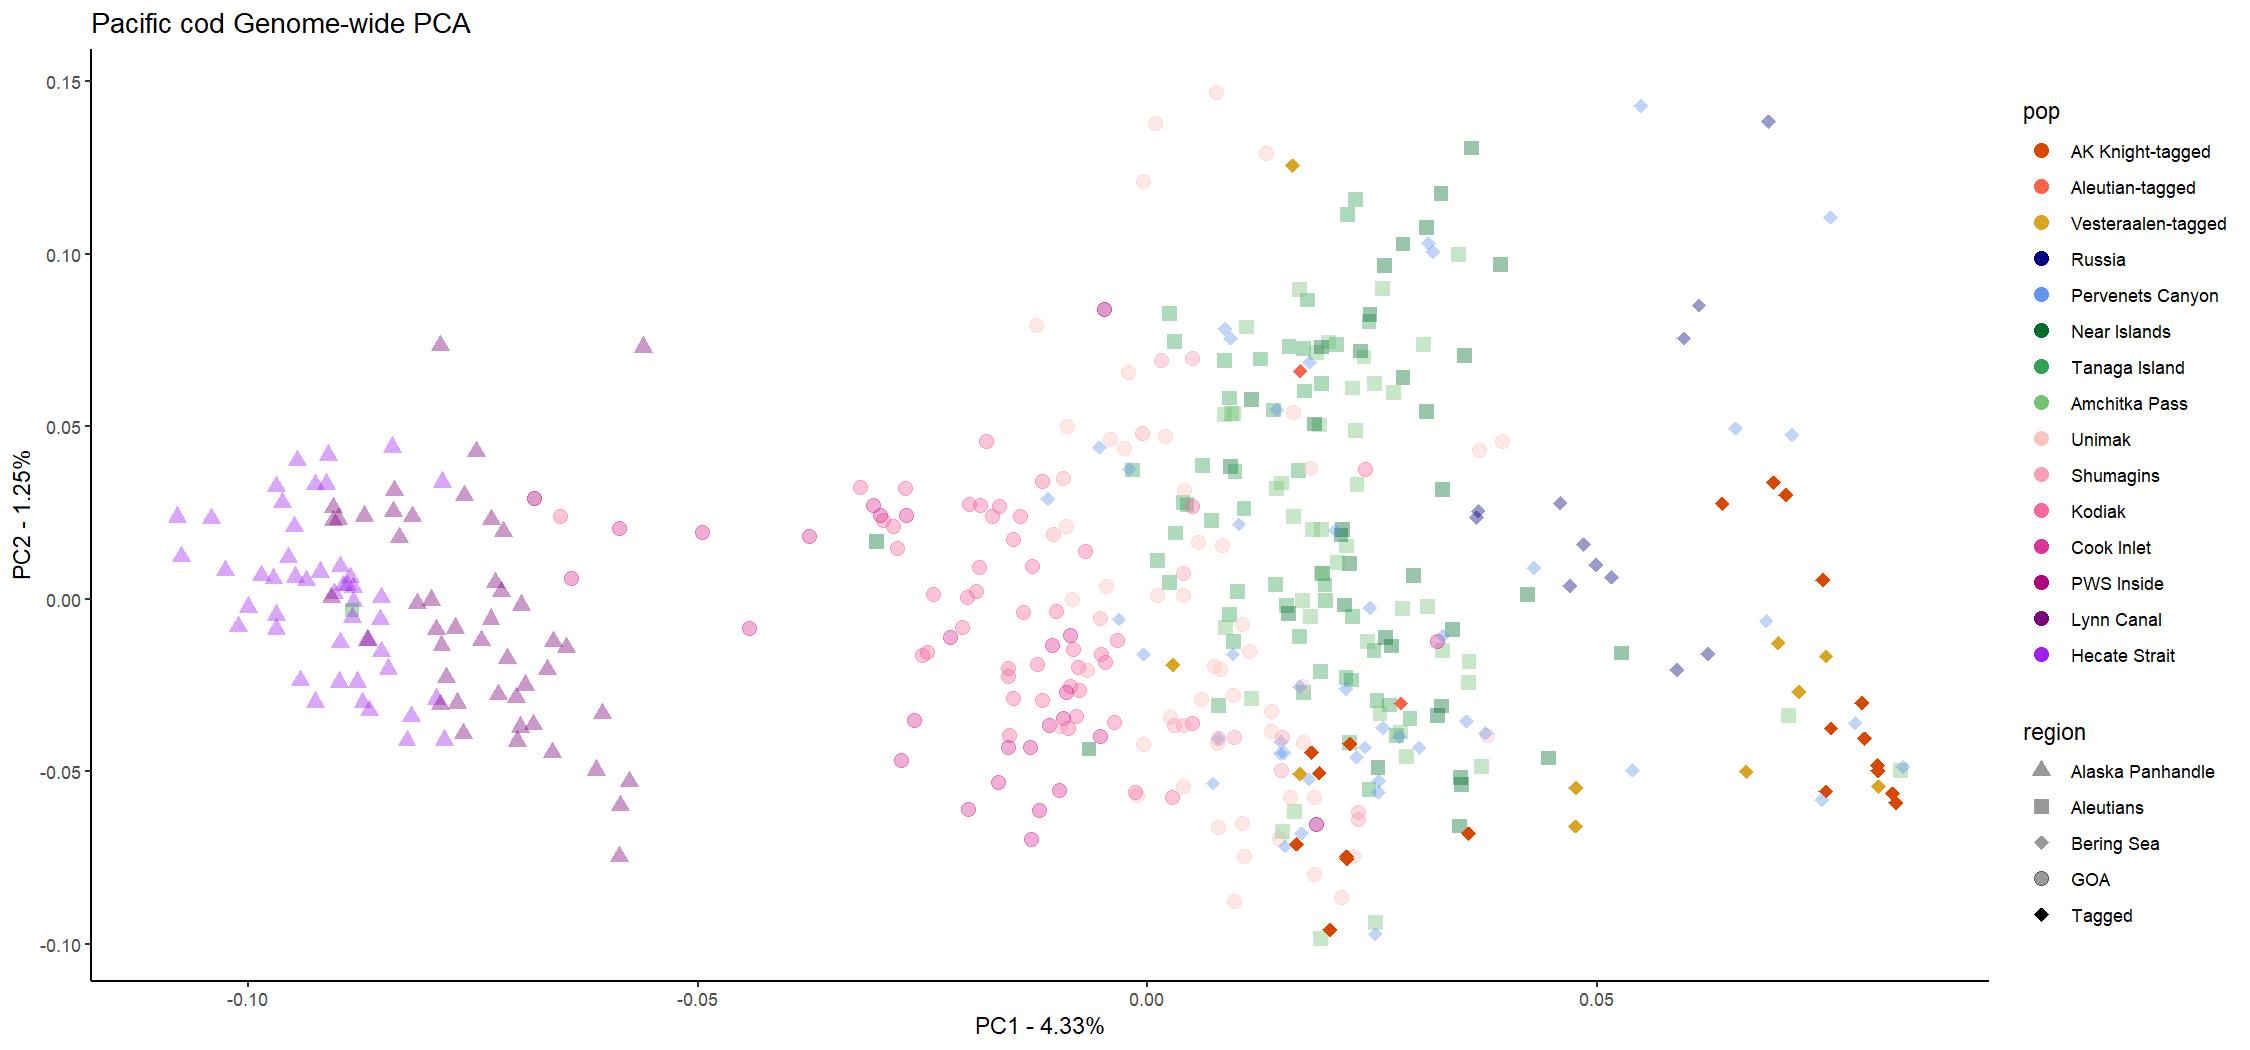 Pacific cod Genome-wide PCA
0.15
0.10
0.05
0.00
-0.05
-0.10
PC2 - 1.25%
-0.10
-0.05
0.00
0.05
PC1 - 4.33%
pop
AK Knight-tagged
Aleutian-tagged
Vesteraalen-tagged
Russia
Pervenets Canyon
Near Islands
Tanaga Island
Amchitka Pass
Unimak
Shumagins
Kodiak
Cook Inlet
PWS Inside
Lynn Canal
Hecate Strait
region
Alaska Panhandle
Aleutians
Bering Sea
GOA
Tagged